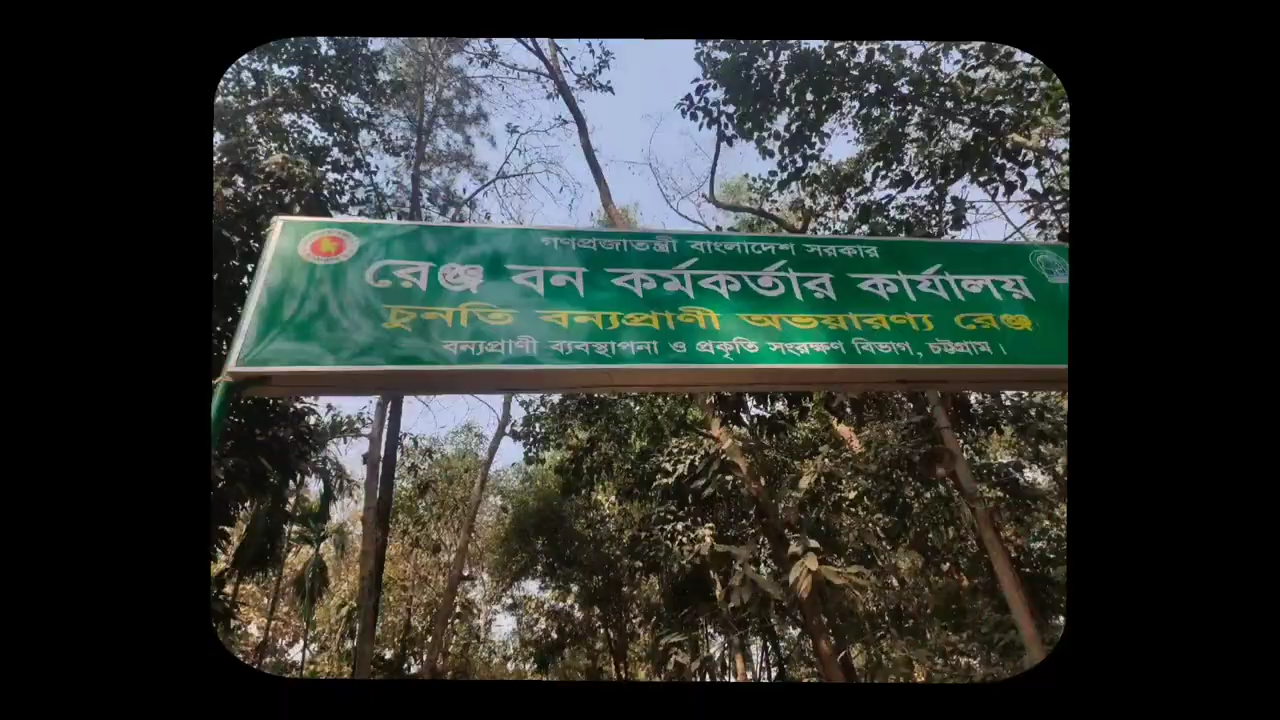 গণপ্রজাতন্ত্রী বাংলাদেশ সরকার
রেঞ্জ বন কর্মকর্তার কার্যালয়
চুনতি বন্যপ্রাণী অভয়ারণ্য রেঞ্জ
বন্যপ্রাণী ব্যবস্থাপনা ও প্রকৃতি সংরক্ষণ বিভাগ, চট্টগ্রাম।